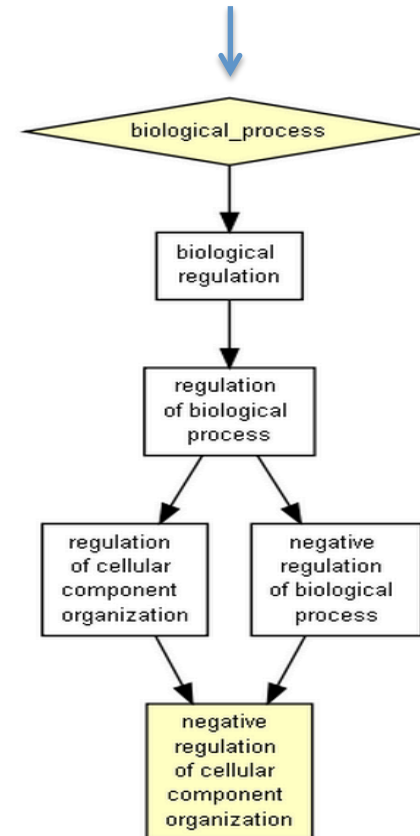 biological_process
biological
regulation
regulation
of biological
process
regulation
of cellular
component
organization
negative
regulation
of biological
process
negative
regulation
of cellular
component
organization